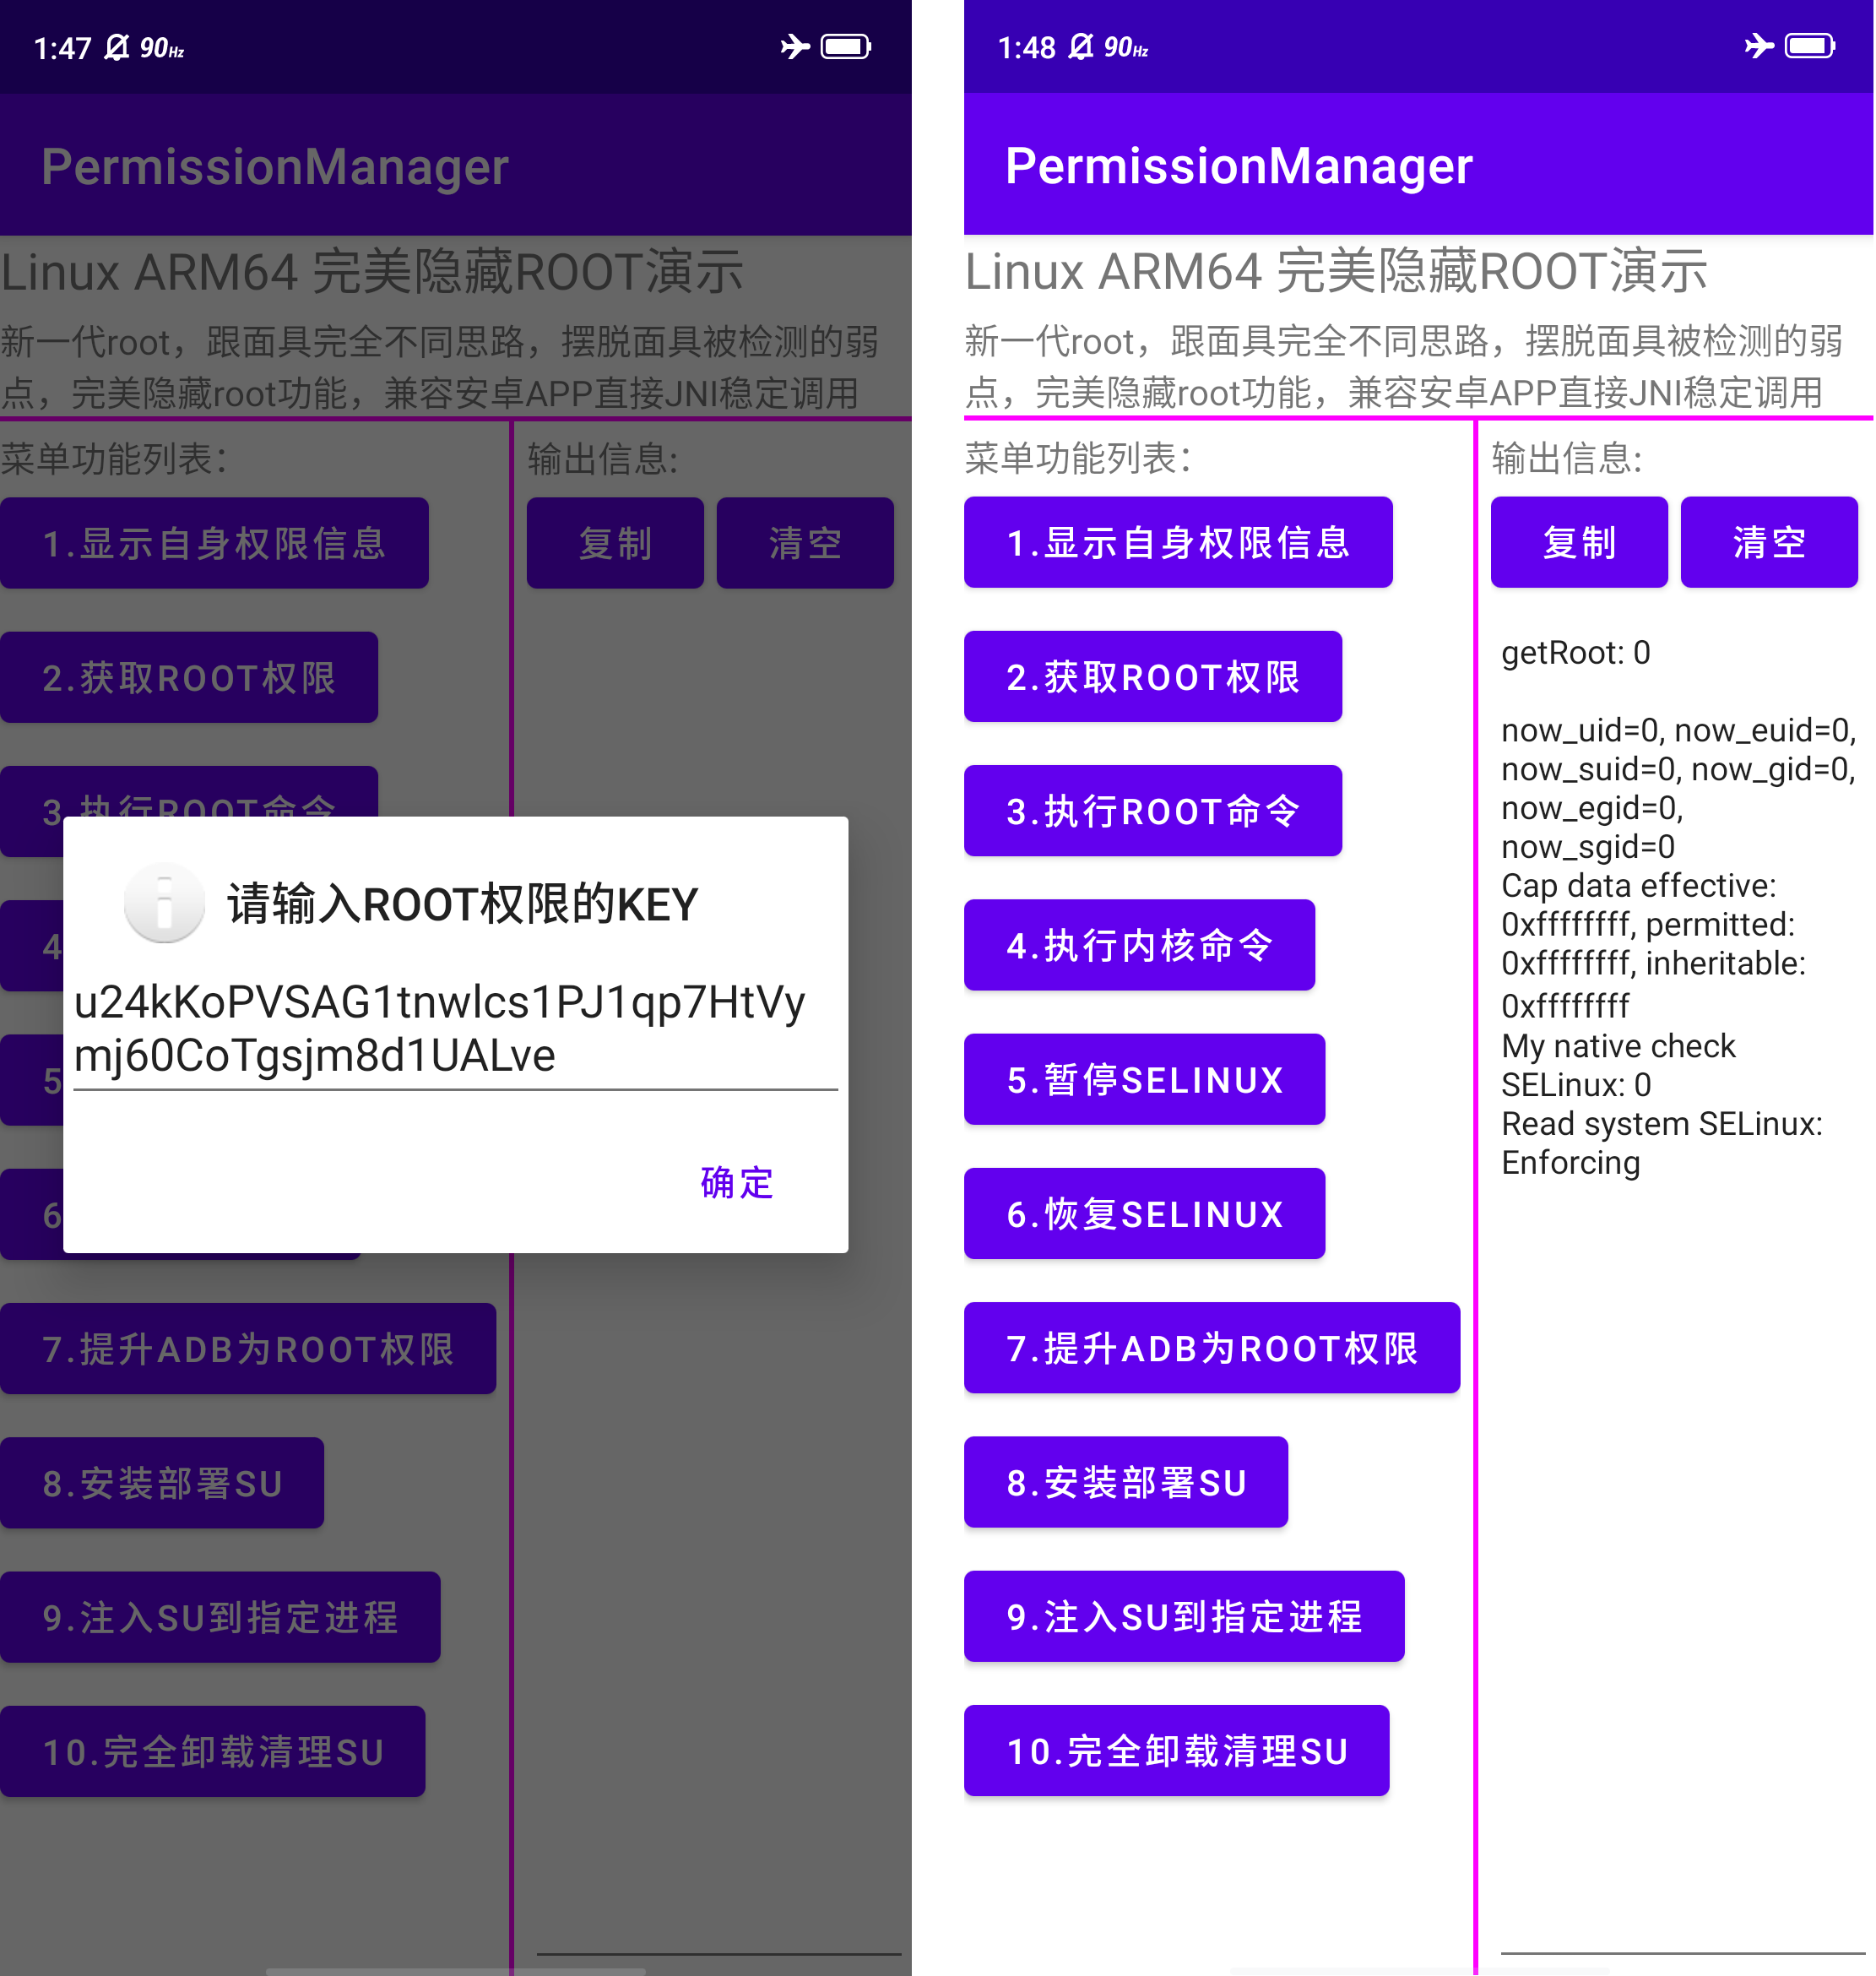 1:47 90Hz
PermissionManager
Linux ARM64 完美隐藏ROOT演示
新一代root，跟面具完全不同思路，摆脱面具被检测的弱
点，完美隐藏root功能，兼容安卓APP直接JNI稳定调用
菜单功能列表：
1.显示自身权限信息
2.获取ROOT权限
3.执行ROOT命令
4
5
6
7.提升ADB为ROOT权限
8.安装部署SU
9.注入SU到指定进程
10.完全卸载清理SU
输出信息:
复制 清空
请输入ROOT权限的KEY
u24kKoPVSAG1tnwlcs1PJ1qp7HtVy
mj60CoTgsjm8d1UALve
确定
1:48 90Hz
PermissionManager
Linux ARM64 完美隐藏ROOT演示
新一代root，跟面具完全不同思路，摆脱面具被检测的弱
点，完美隐藏root功能，兼容安卓APP直接JNI稳定调用
菜单功能列表：
1.显示自身权限信息
2.获取ROOT权限
3.执行ROOT命令
4.执行内核命令
5.暂停SELINUX
6.恢复SELINUX
7.提升ADB为ROOT权限
8.安装部署SU
9.注入SU到指定进程
10.完全卸载清理SU
输出信息:
复制 清空
getRoot: 0
now_uid=0, now_euid=0,
now_suid=0, now_gid=0,
now_egid=0,
now_sgid=0
Cap data effective:
0xffffffff, permitted:
0xffffffff, inheritable:
0xffffffff
My native check
SELinux: 0
Read system SELinux:
Enforcing